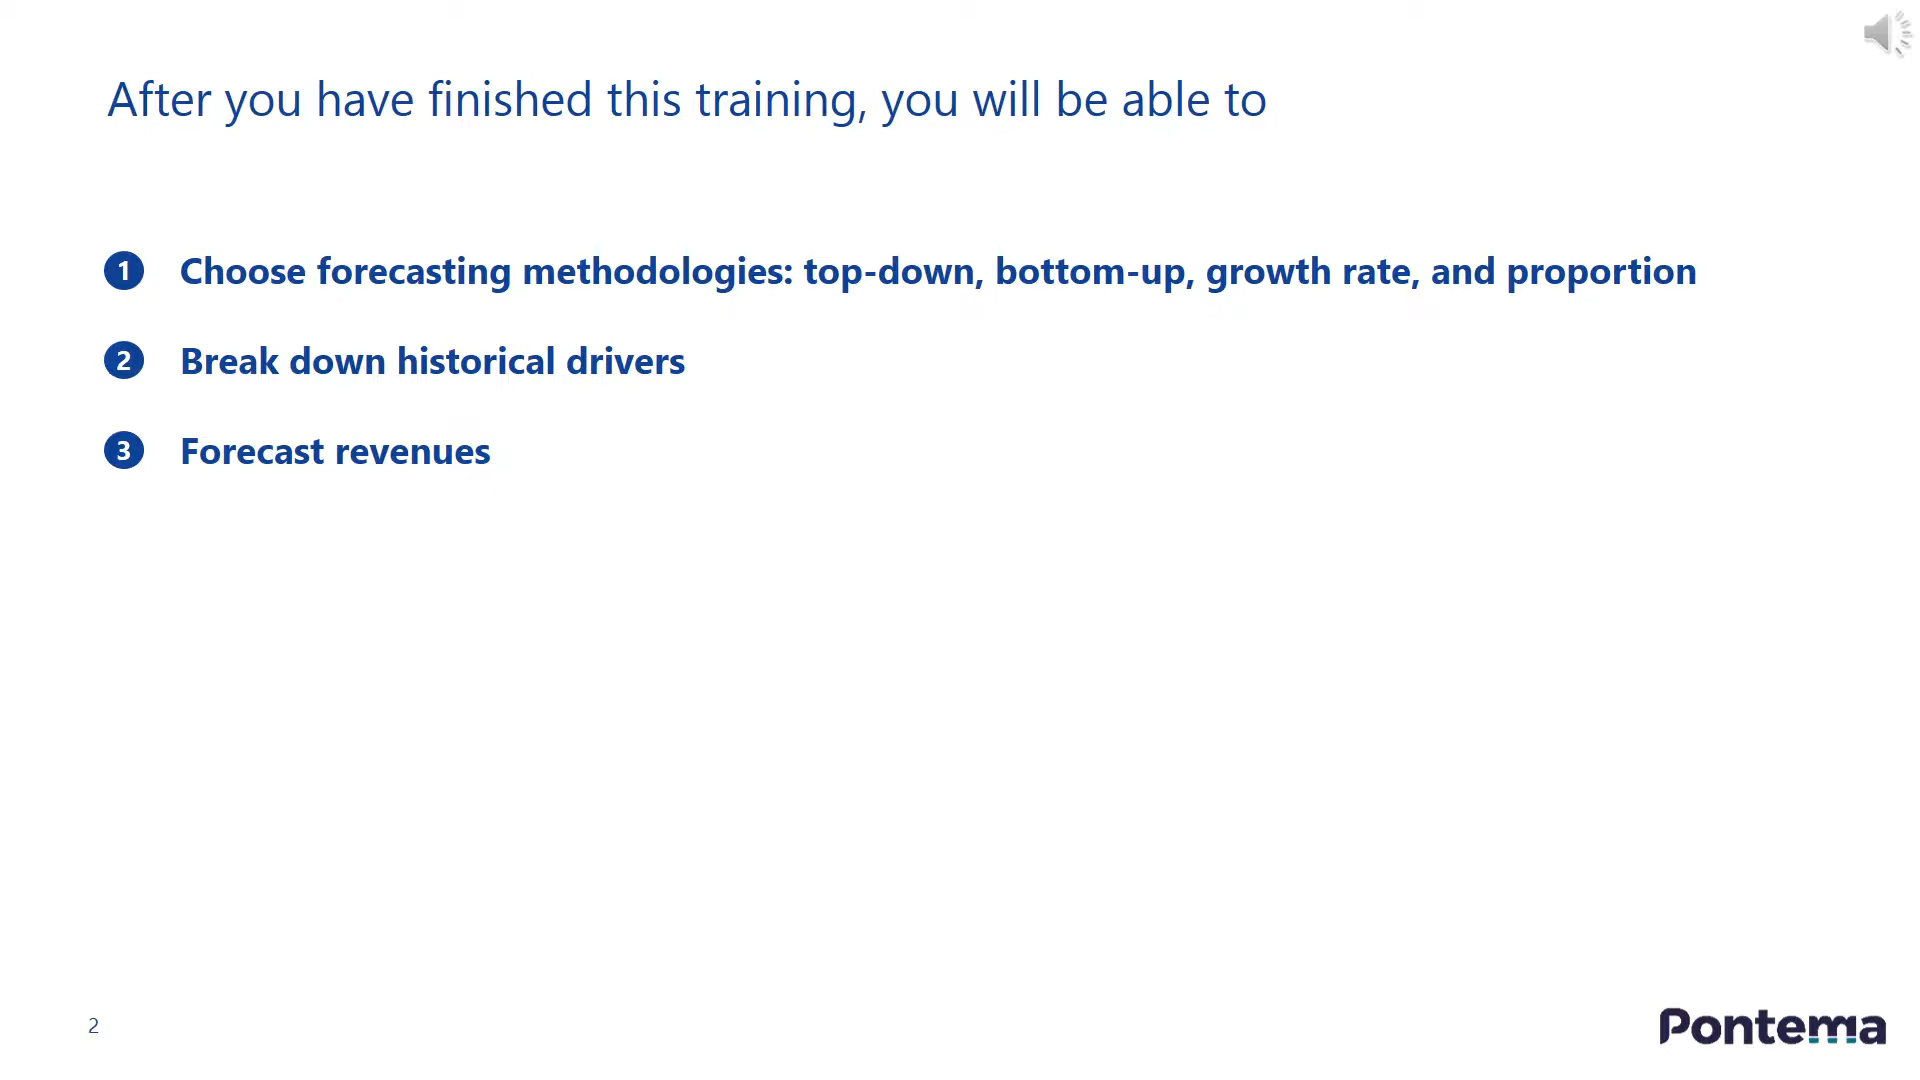 After you have finished this training, you will be able to
1 Choose forecasting methodologies: top-down, bottom-up, growth rate, and proportion
2 Break down historical drivers
3 Forecast revenues
2
Pontema